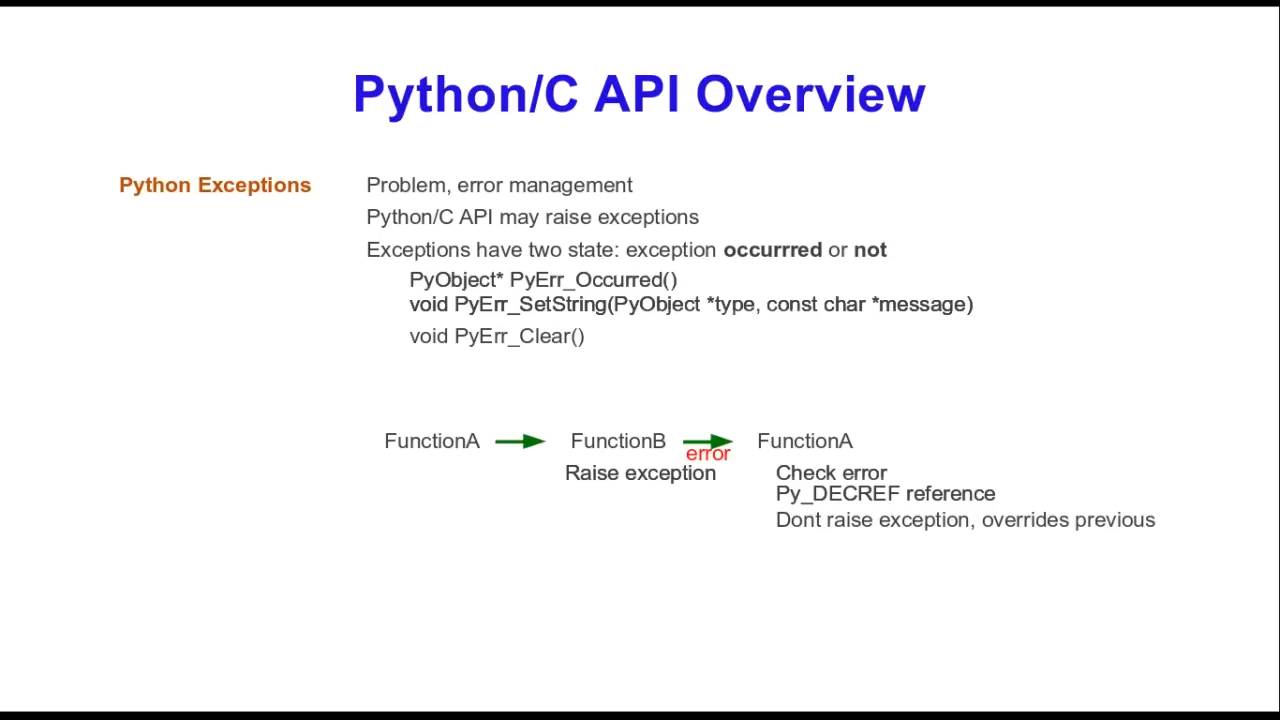 Python/C API Overview
Python Exceptions
Problem, error management
Python/C API may raise exceptions
Exceptions have two state: exception occurrred or not
PyObject* PyErr_Occurred()
void PyErr_SetString(PyObject *type, const char *message)
void PyErr_Clear()
FunctionA
FunctionB
error
FunctionA
Raise exception
Check error
Py_DECREF reference
Dont raise exception, overrides previous